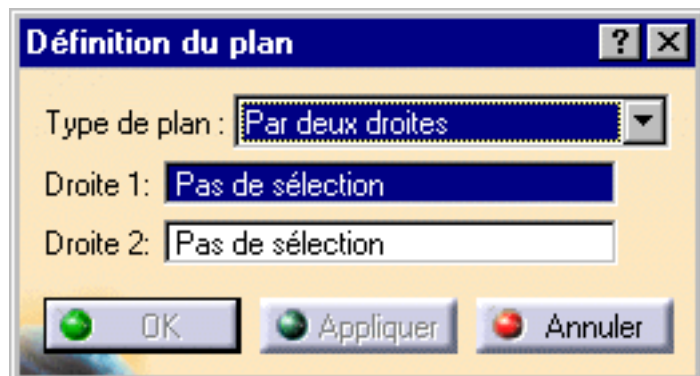 Définition du plan ?
Type de plan : Par deux droites
Droite 1: Pas de sélection
Droite 2: Pas de sélection
OK Appliquer Annuler